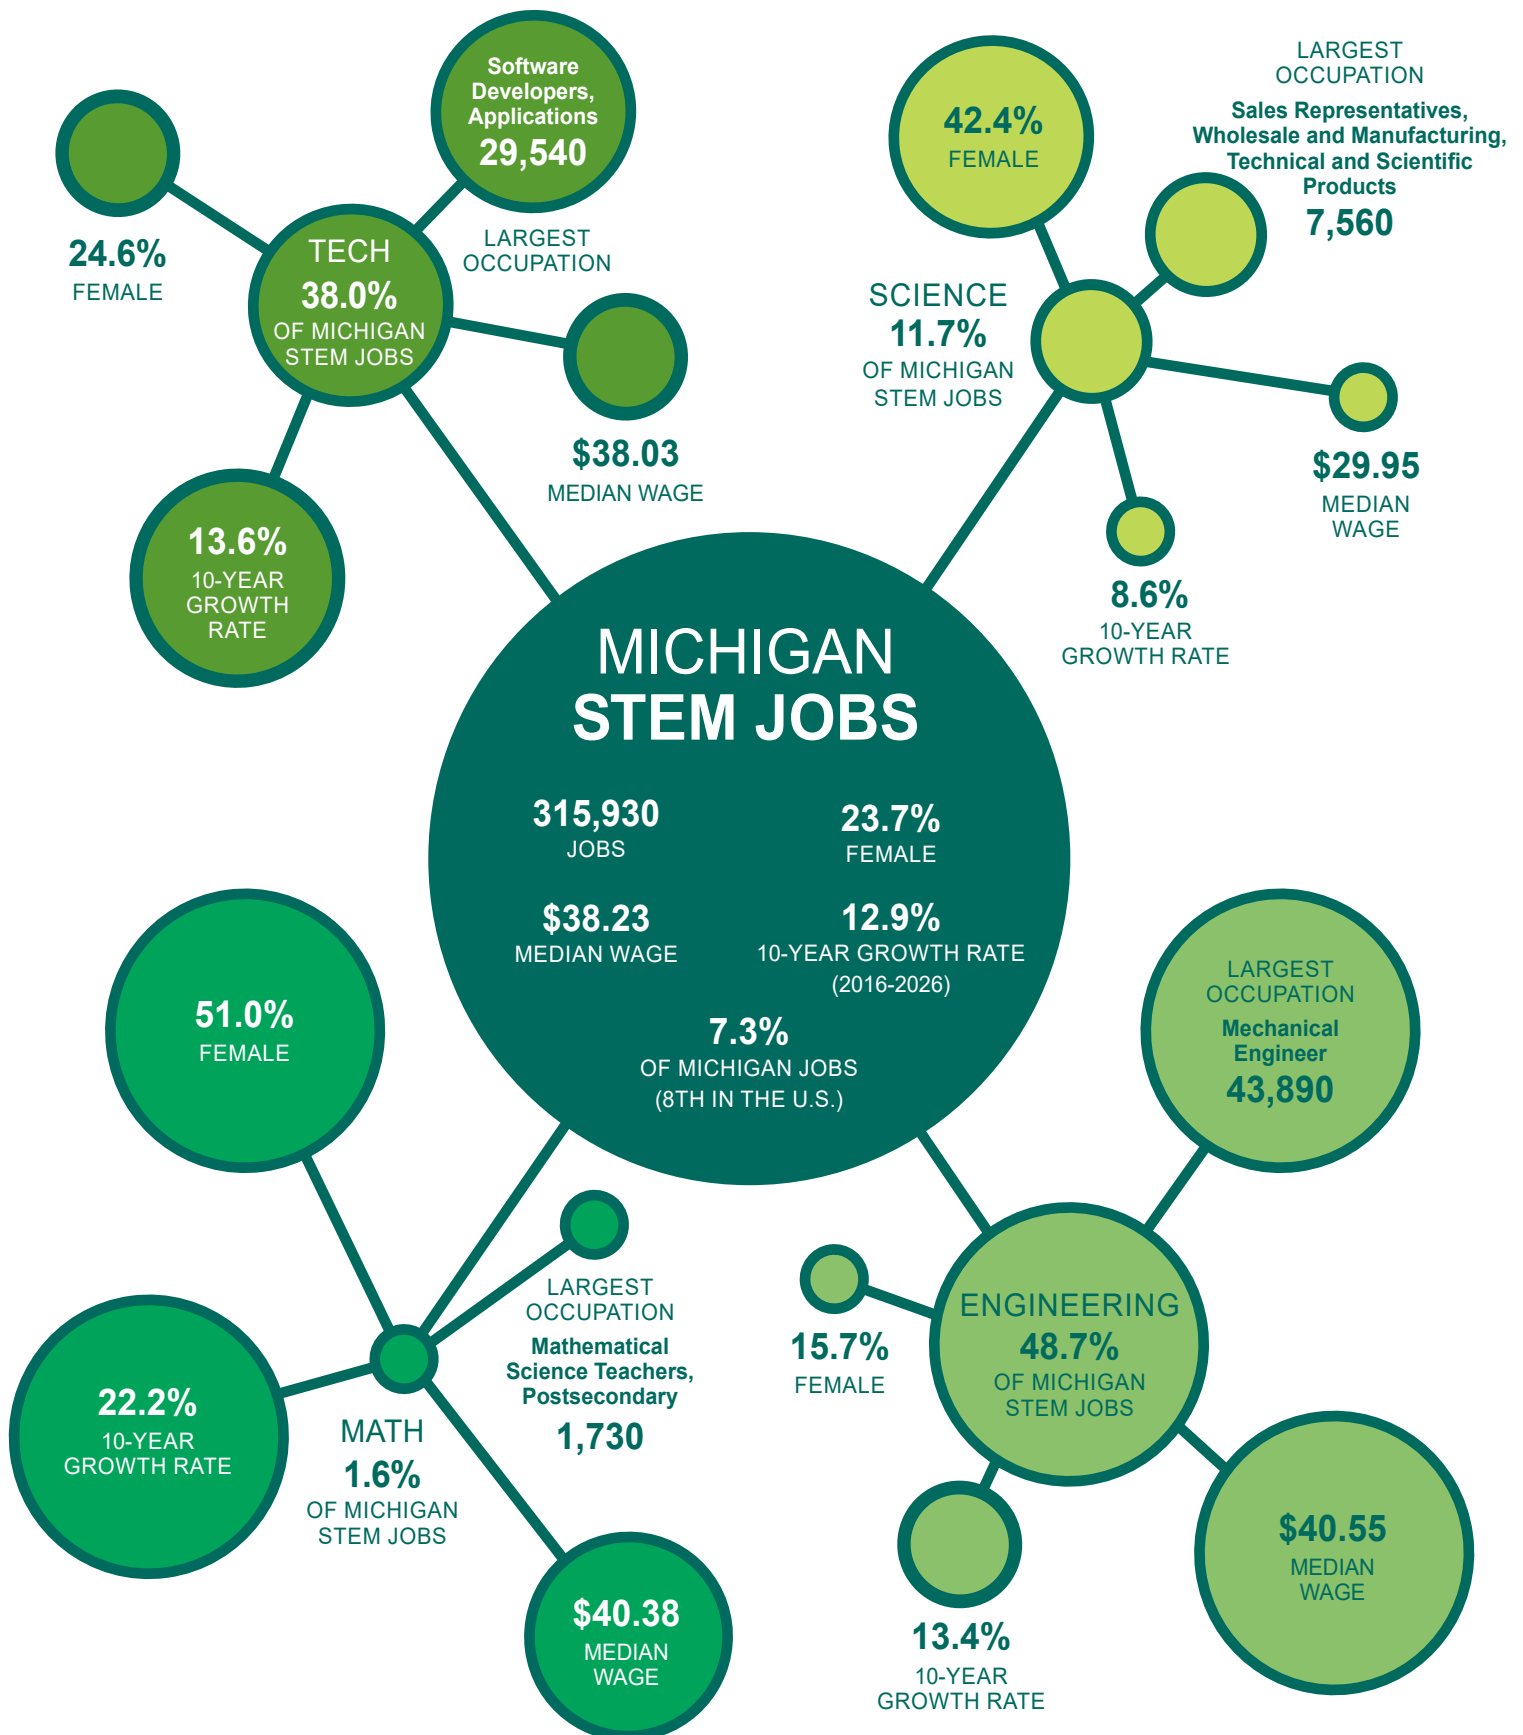 Software
Developers,
Applications
29,540
LARGEST
OCCUPATION
24.6%
FEMALE
TECH
38.0%
OF MICHIGAN
STEM JOBS
$38.03
MEDIAN WAGE
13.6%
10-YEAR
GROWTH
RATE
42.4%
FEMALE
LARGEST
OCCUPATION
Sales Representatives,
Wholesale and Manufacturing,
Technical and Scientific
Products
7,560
SCIENCE
11.7%
OF MICHIGAN
STEM JOBS
$29.95
MEDIAN
WAGE
8.6%
10-YEAR
GROWTH RATE
MICHIGAN
STEM JOBS
315,930
JOBS
23.7%
FEMALE
$38.23
MEDIAN WAGE
12.9%
10-YEAR GROWTH RATE
(2016-2026)
7.3%
OF MICHIGAN JOBS
(8TH IN THE U.S.)
51.0%
FEMALE
LARGEST
OCCUPATION
Mathematical
Science Teachers,
Postsecondary
1,730
22.2%
10-YEAR
GROWTH RATE
MATH
1.6%
OF MICHIGAN
STEM JOBS
$40.38
MEDIAN
WAGE
LARGEST
OCCUPATION
Mechanical
Engineer
43,890
15.7%
FEMALE
ENGINEERING
48.7%
OF MICHIGAN
STEM JOBS
$40.55
MEDIAN
WAGE
13.4%
10-YEAR
GROWTH RATE